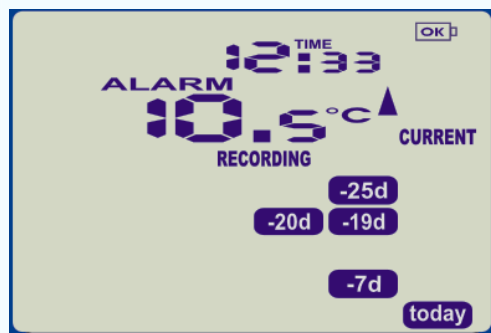 OK
TIME
12:33
ALARM
10.5°C
CURRENT
RECORDING
-25d
-20d -19d
-7d
today